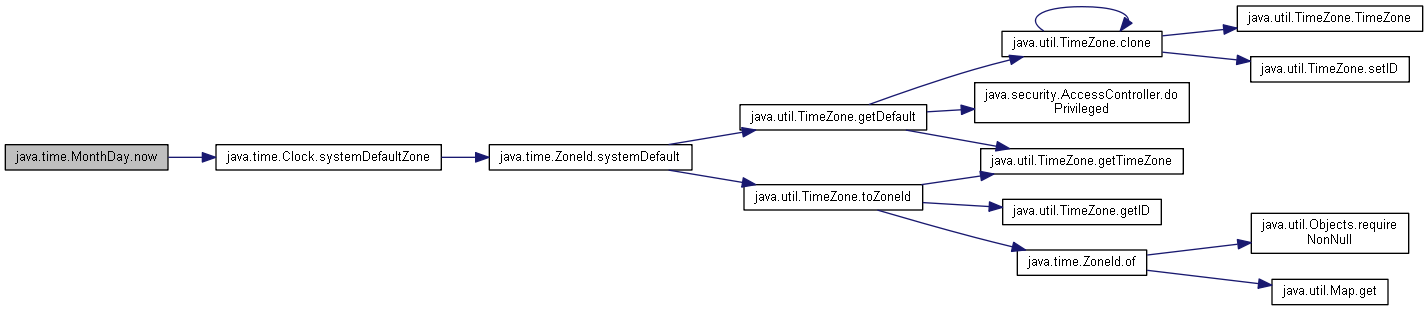 java.util.TimeZone.TimeZone
java.util.TimeZone.clone
java.util.TimeZone.setID
java.security.AccessController.do
Privileged
java.util.TimeZone.getDefault
java.time.MonthDay.now
java.time.Clock.systemDefaultZone
java.time.ZoneId.systemDefault
java.util.TimeZone.getTimeZone
java.util.TimeZone.toZoneId
java.util.TimeZone.getID
java.util.Objects.require
NonNull
java.time.ZoneId.of
java.util.Map.get